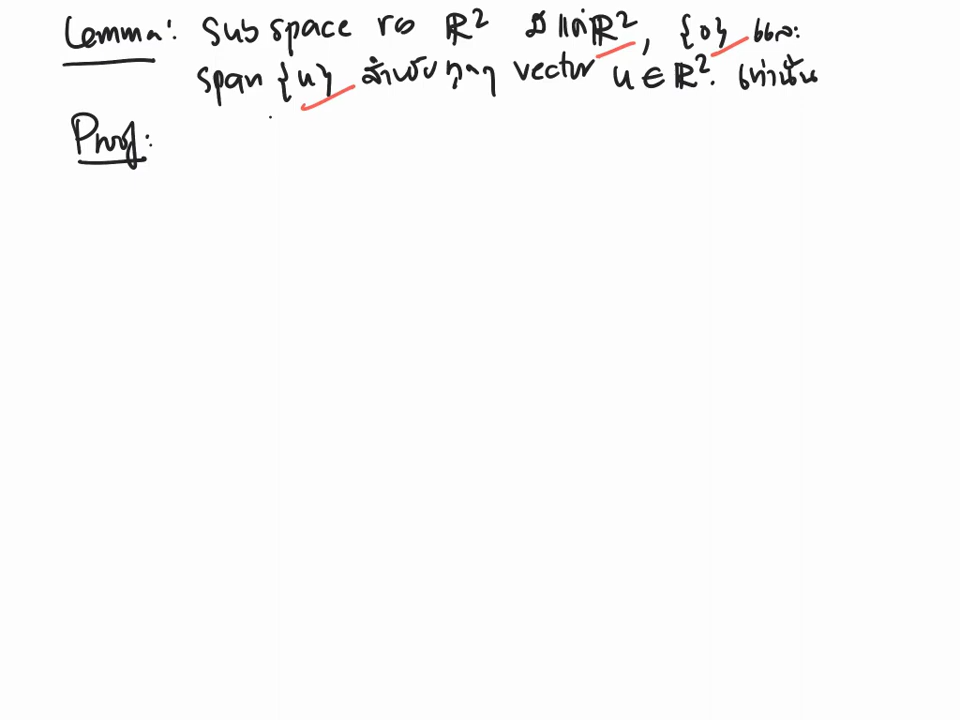 Lemma: Subspace ของ ℝ² มีแค่ ℝ², {0} และ
span {u} สำหรับทุกๆ vector u ∈ ℝ². เท่านั้น
Proof: